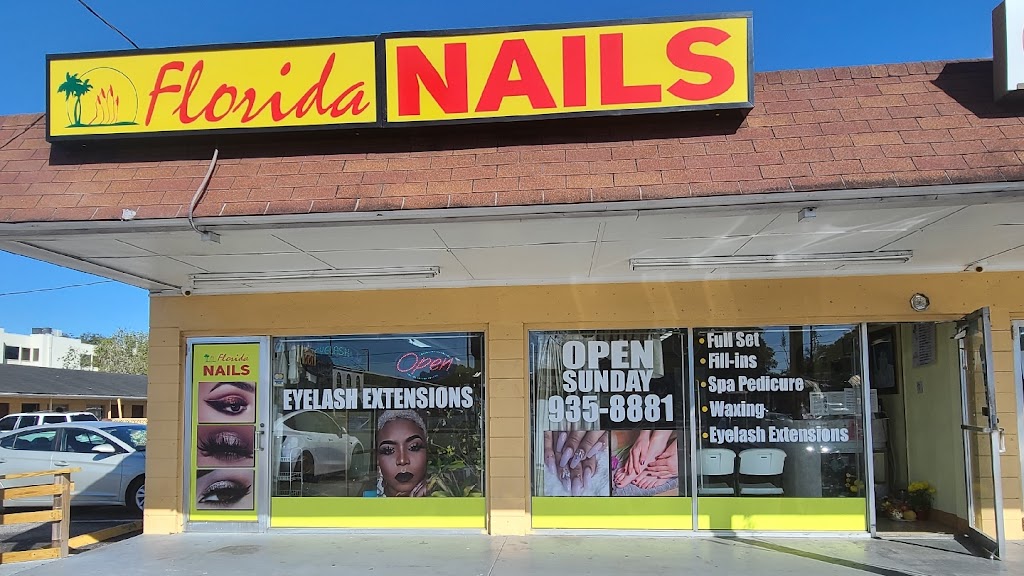 Florida NAILS
Florida
NAILS
Open
EYELASH EXTENSIONS
OPEN
SUNDAY
935-8881
Full Set
Fill-ins
Spa Pedicure
Waxing
Eyelash Extensions